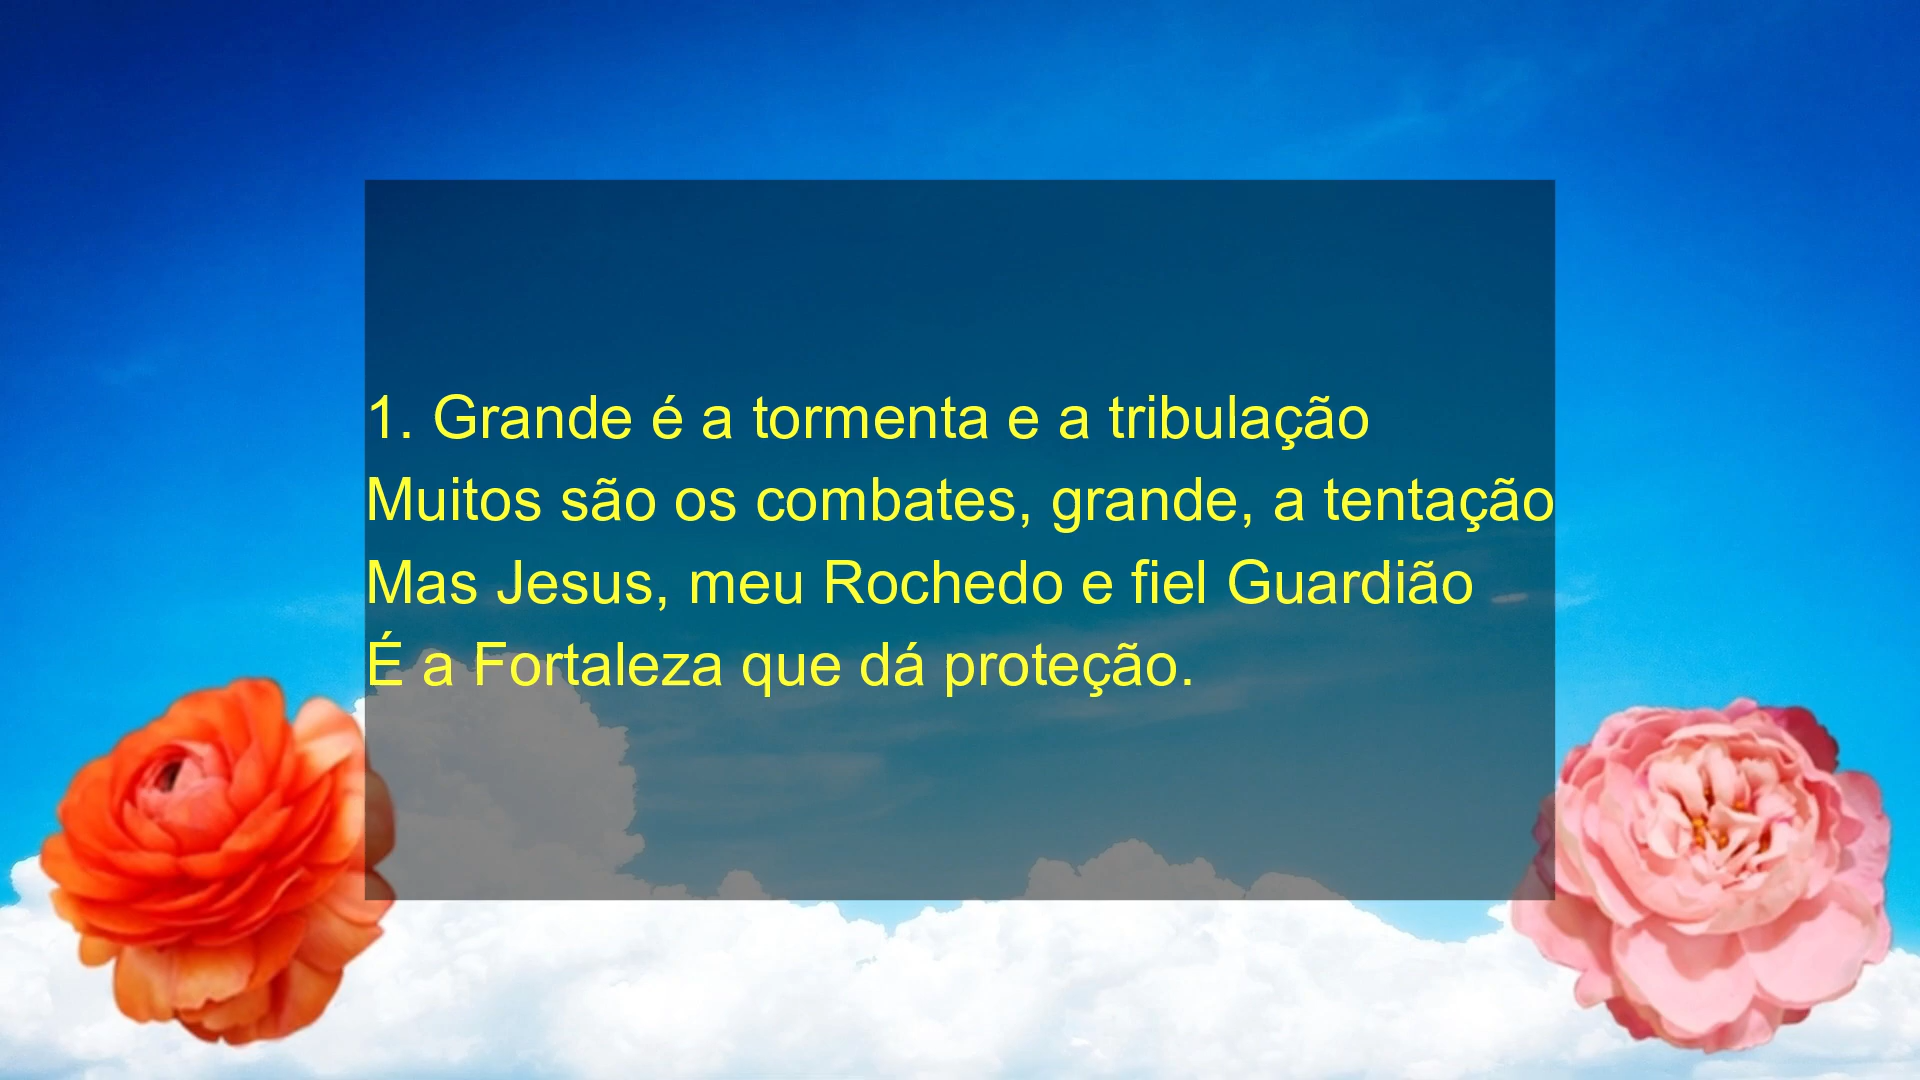 1. Grande é a tormenta e a tribulação
Muitos são os combates, grande, a tentação
Mas Jesus, meu Rochedo e fiel Guardião
É a Fortaleza que dá proteção.